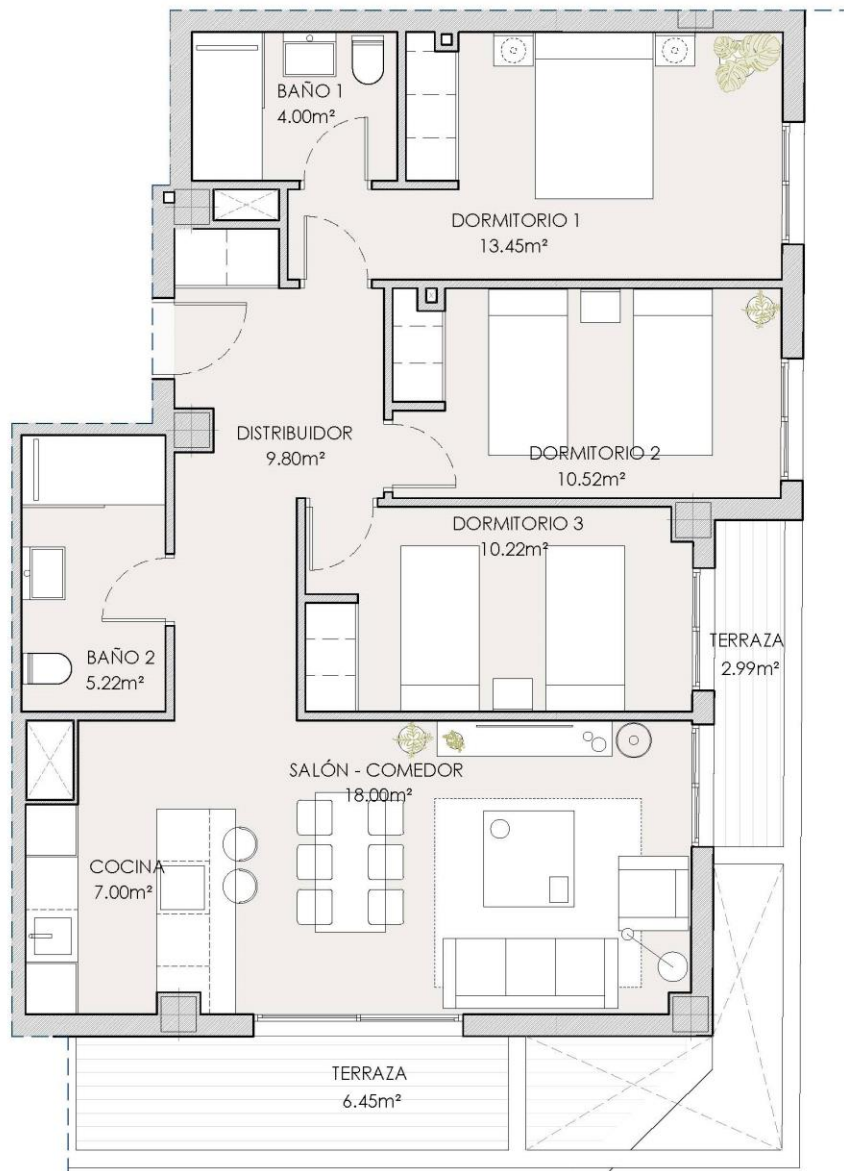 BAÑO 1
4.00m²
DORMITORIO 1
13.45m²
DISTRIBUIDOR
9.80m²
DORMITORIO 2
10.52m²
DORMITORIO 3
10.22m²
BAÑO 2
5.22m²
TERRAZA
2.99m²
SALÓN - COMEDOR
18.00m²
COCINA
7.00m²
TERRAZA
6.45m²